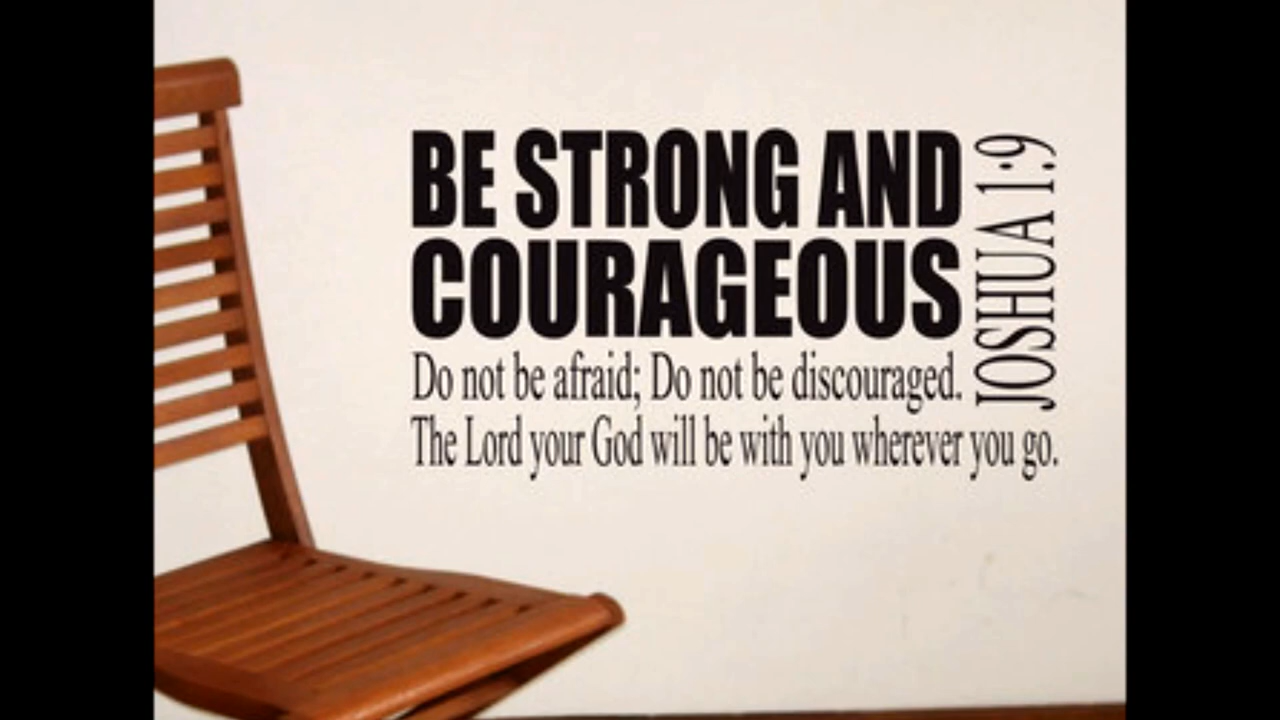 BE STRONG AND
COURAGEOUS
JOSHUA 1:9
Do not be afraid; Do not be discouraged.
The Lord your God will be with you wherever you go.